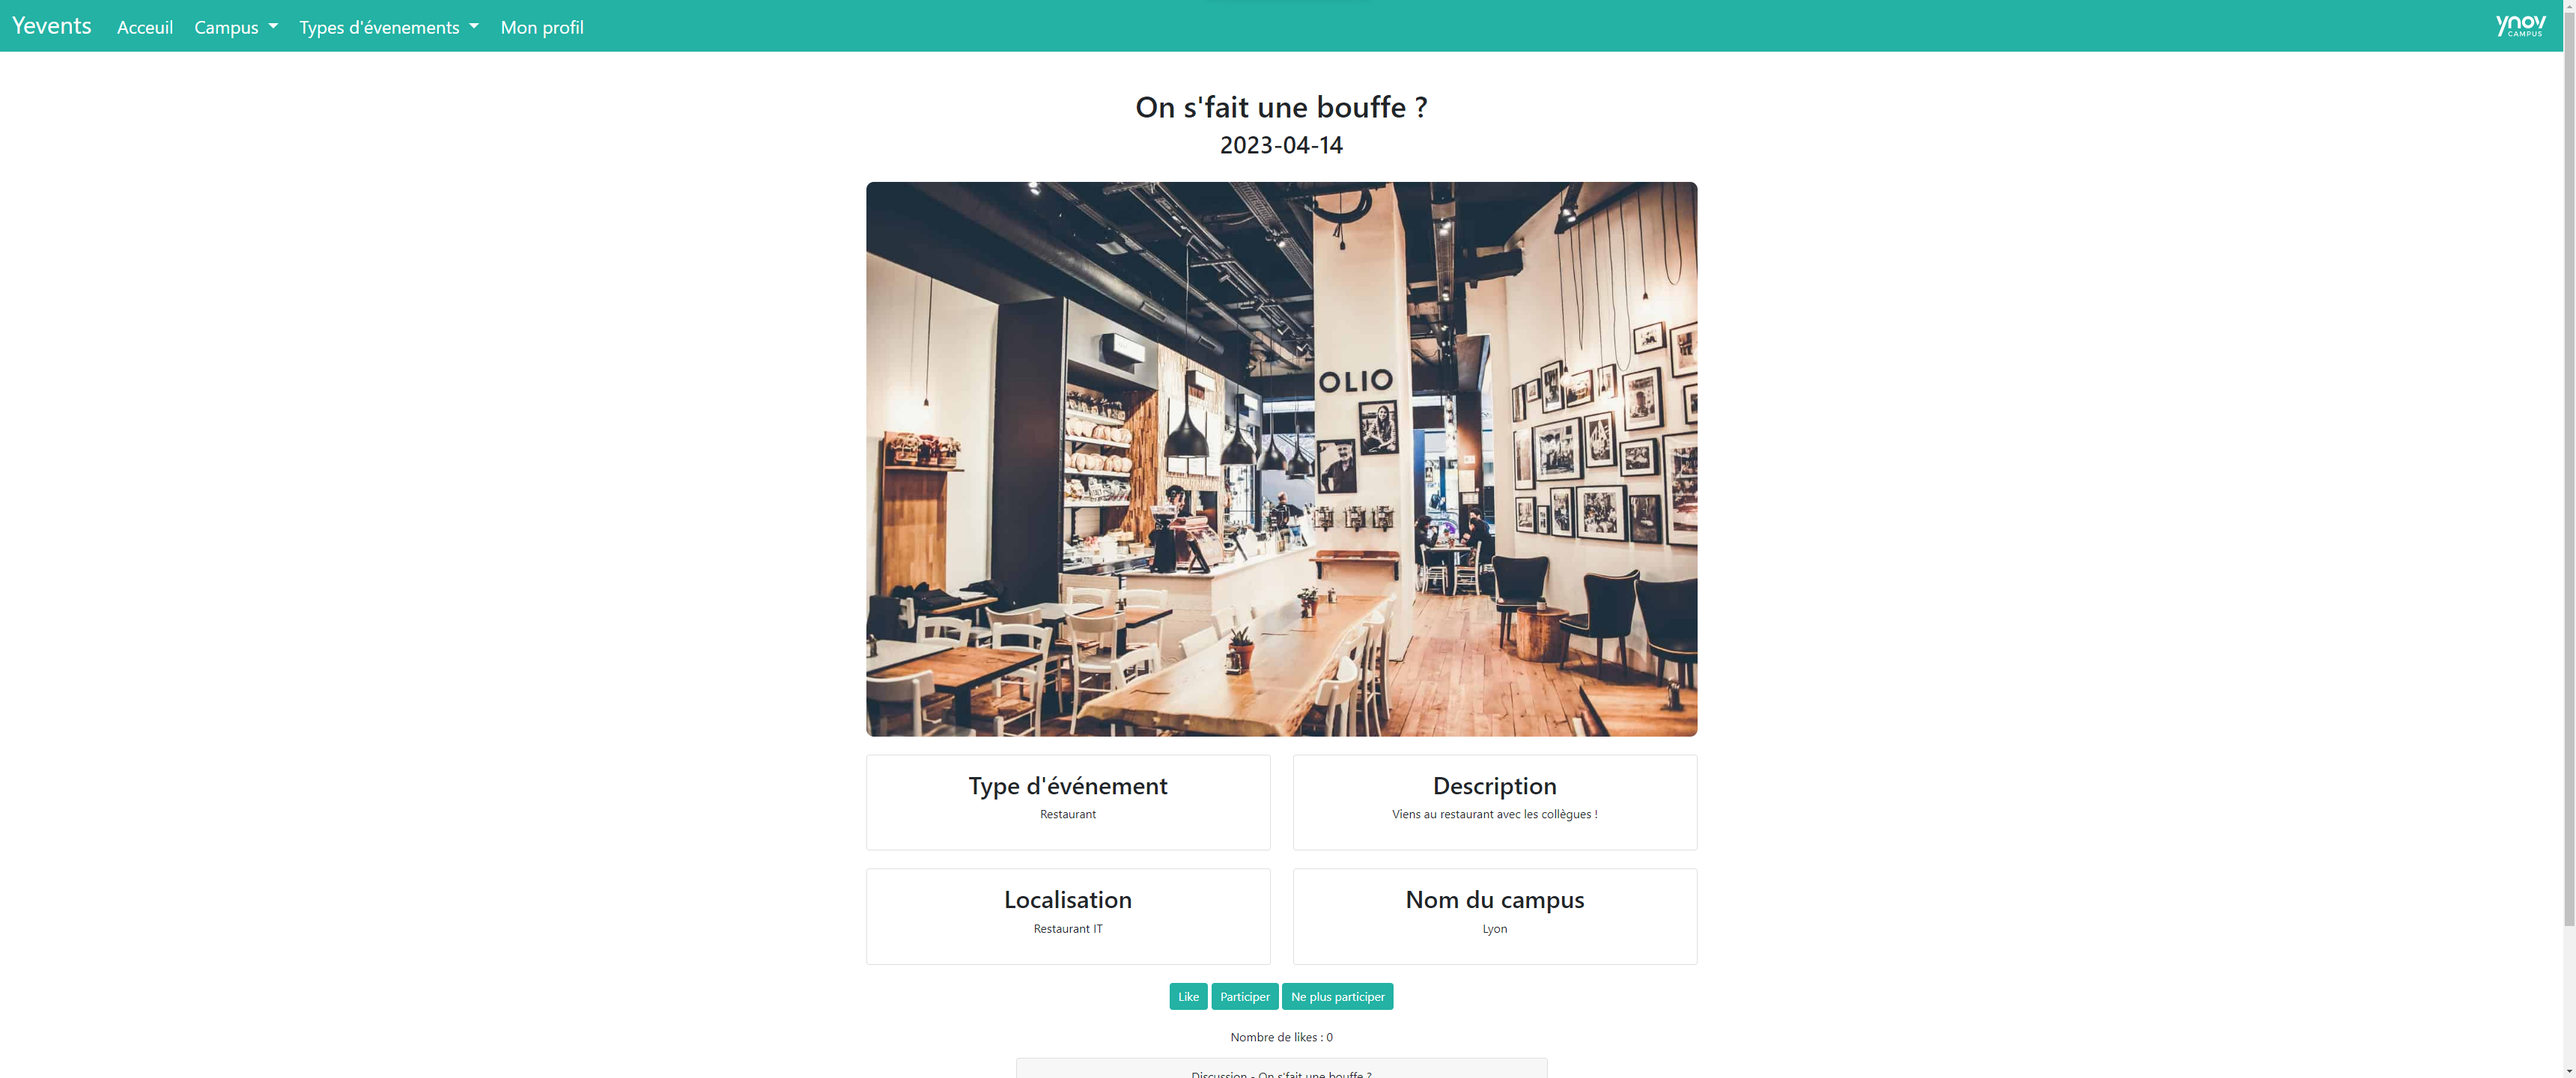 Yevents Acceuil Campus Types d'évenements Mon profil
ynov
CAMPUS
On s'fait une bouffe ?
2023-04-14
OLIO
Type d'événement
Restaurant
Description
Viens au restaurant avec les collègues !
Localisation
Restaurant IT
Nom du campus
Lyon
Like Participer Ne plus participer
Nombre de likes : 0
Discussion - On s'fait une bouffe ?